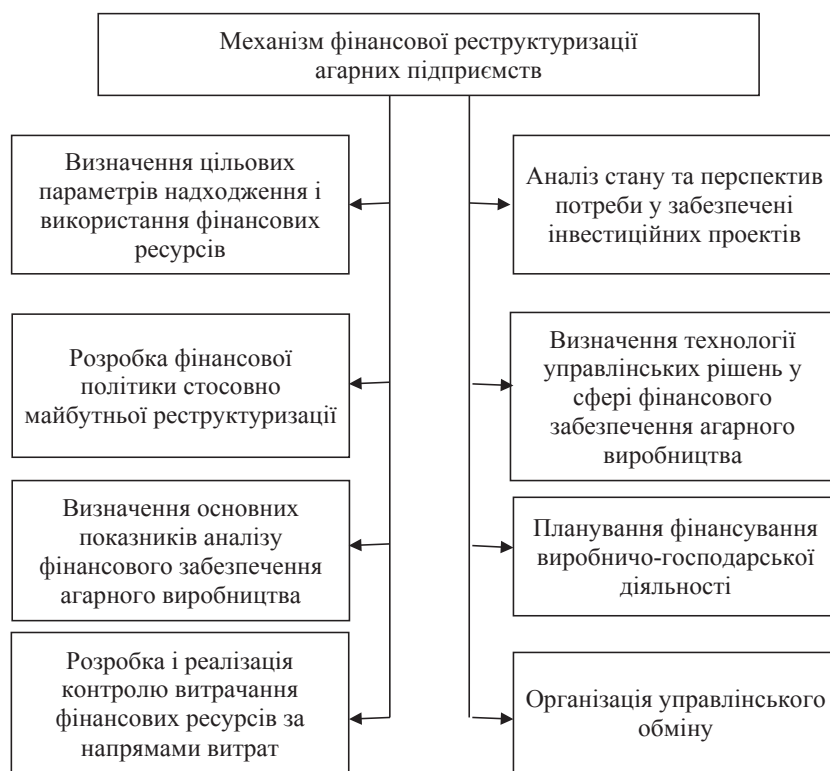 Механізм фінансової реструктуризації
агарних підприємств
Визначення цільових
параметрів надходження і
використання фінансових
ресурсів
Аналіз стану та перспектив
потреби у забезпечені
інвестиційних проектів
Розробка фінансової
політики стосовно
майбутньої реструктуризації
Визначення технології
управлінських рішень у
сфері фінансового
забезпечення агарного
виробництва
Визначення основних
показників аналізу
фінансового забезпечення
агарного виробництва
Планування фінансування
виробничо-господарської
діяльності
Розробка і реалізація
контролю витрачання
фінансових ресурсів за
напрямами витрат
Організація управлінського
обміну